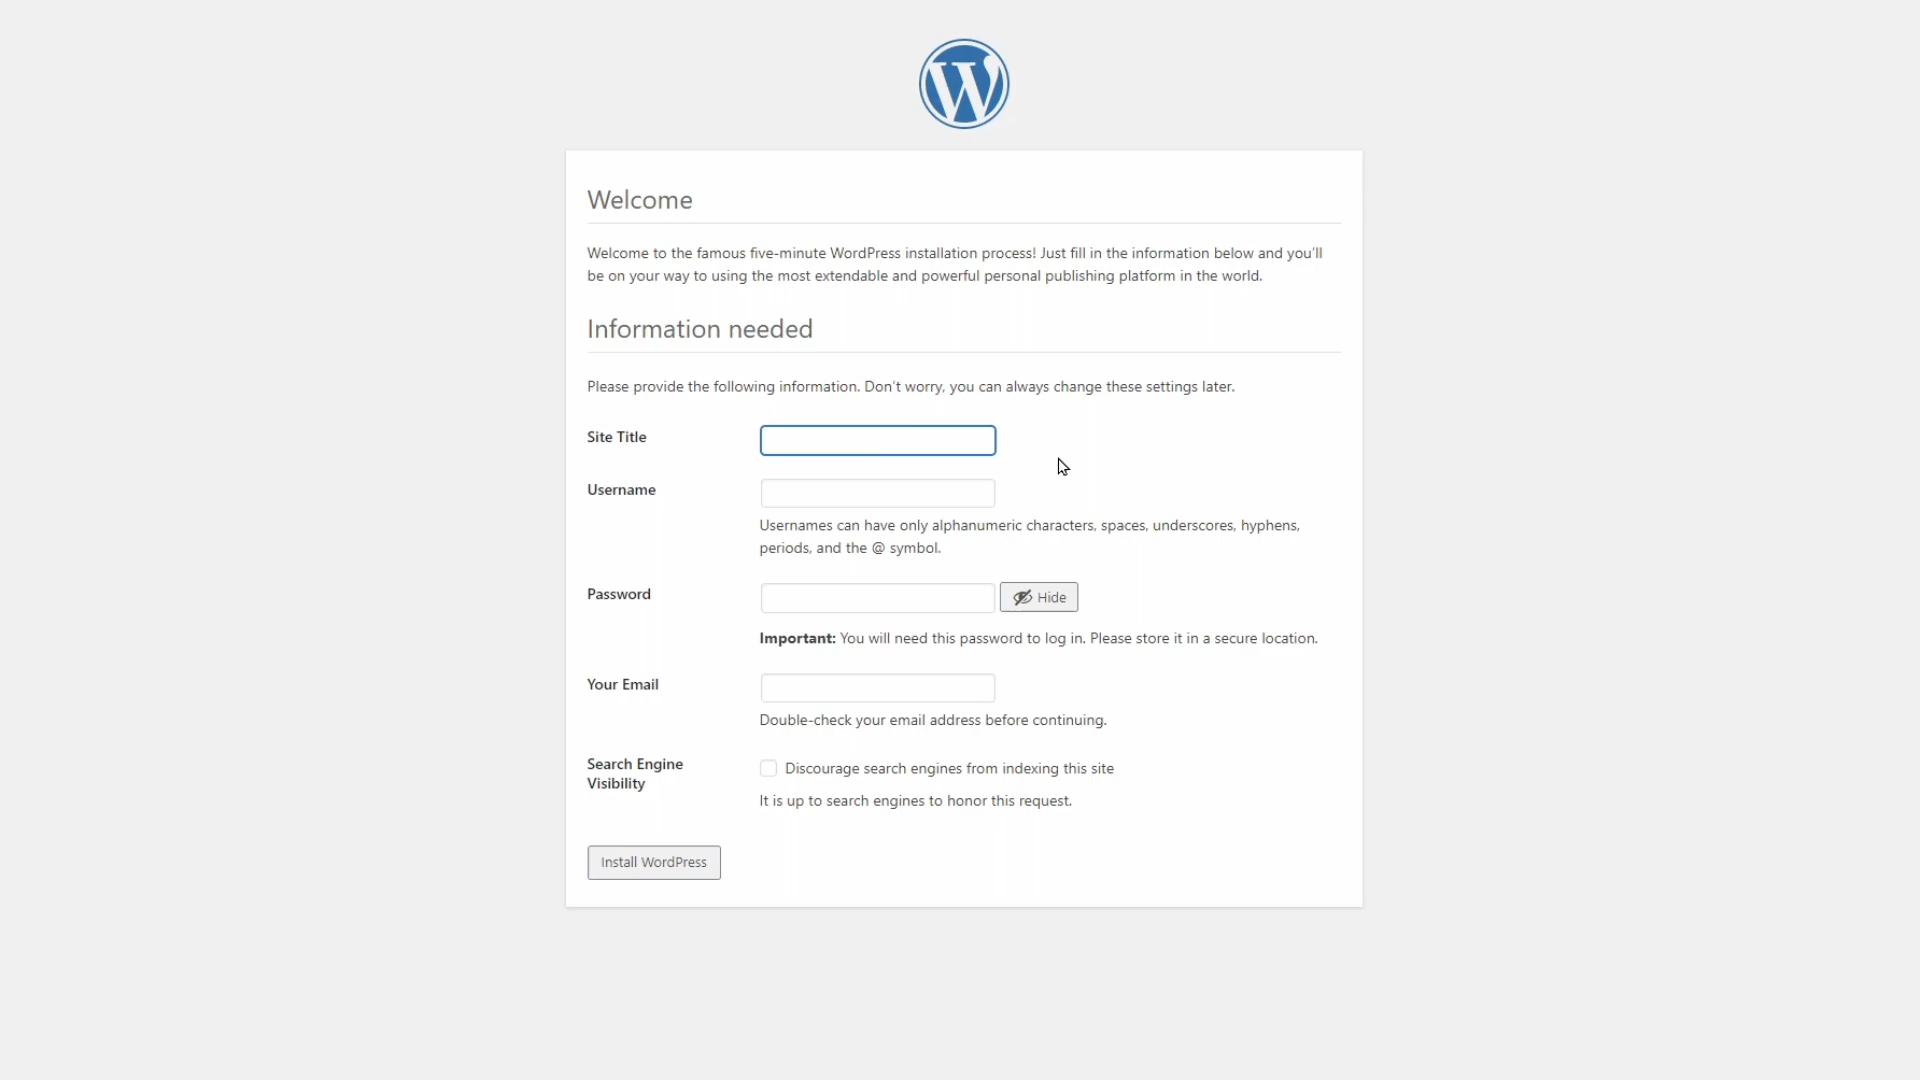 Welcome
Welcome to the famous five-minute WordPress installation process! Just fill in the information below and you'll
be on your way to using the most extendable and powerful personal publishing platform in the world.
Information needed
Please provide the following information. Don't worry, you can always change these settings later.
Site Title
Username
Usernames can have only alphanumeric characters, spaces, underscores, hyphens,
periods, and the @ symbol.
Password
Hide
Important: You will need this password to log in. Please store it in a secure location.
Your Email
Double-check your email address before continuing.
Search Engine
Visibility
Discourage search engines from indexing this site
It is up to search engines to honor this request.
Install WordPress